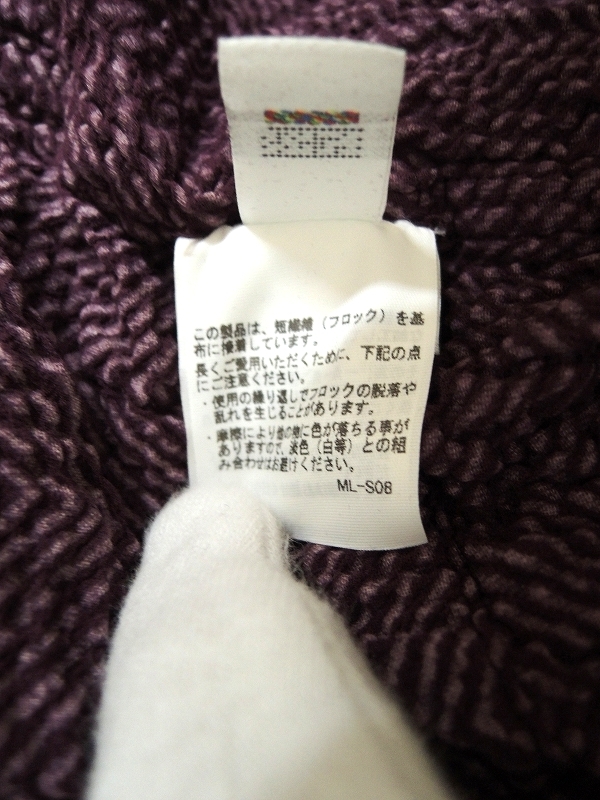 この製品は、短繊維（フロック）を基
布に接着しています。
長くご愛用いただくために、下記の点
にご注意ください。
・使用の繰り返しでフロックの脱落や
乱れを生じることがあります。
・摩擦により他の物に色が落ちる事が
ありますので、淡色（白等）との組
み合わせはお避けください。
ML-S08